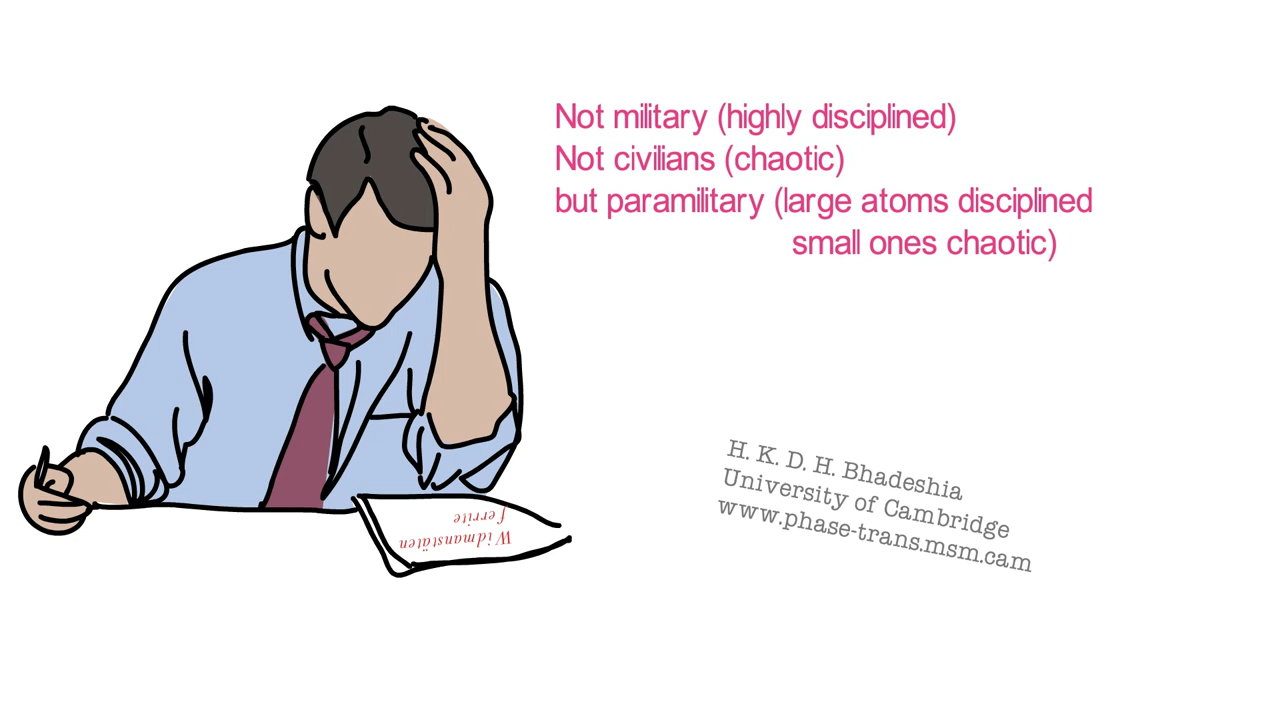 Not military (highly disciplined)
Not civilians (chaotic)
but paramilitary (large atoms disciplined
small ones chaotic)
H. K. D. H. Bhadeshia
University of Cambridge
www.phase-trans.msm.cam
Widmanstäten
ferrite